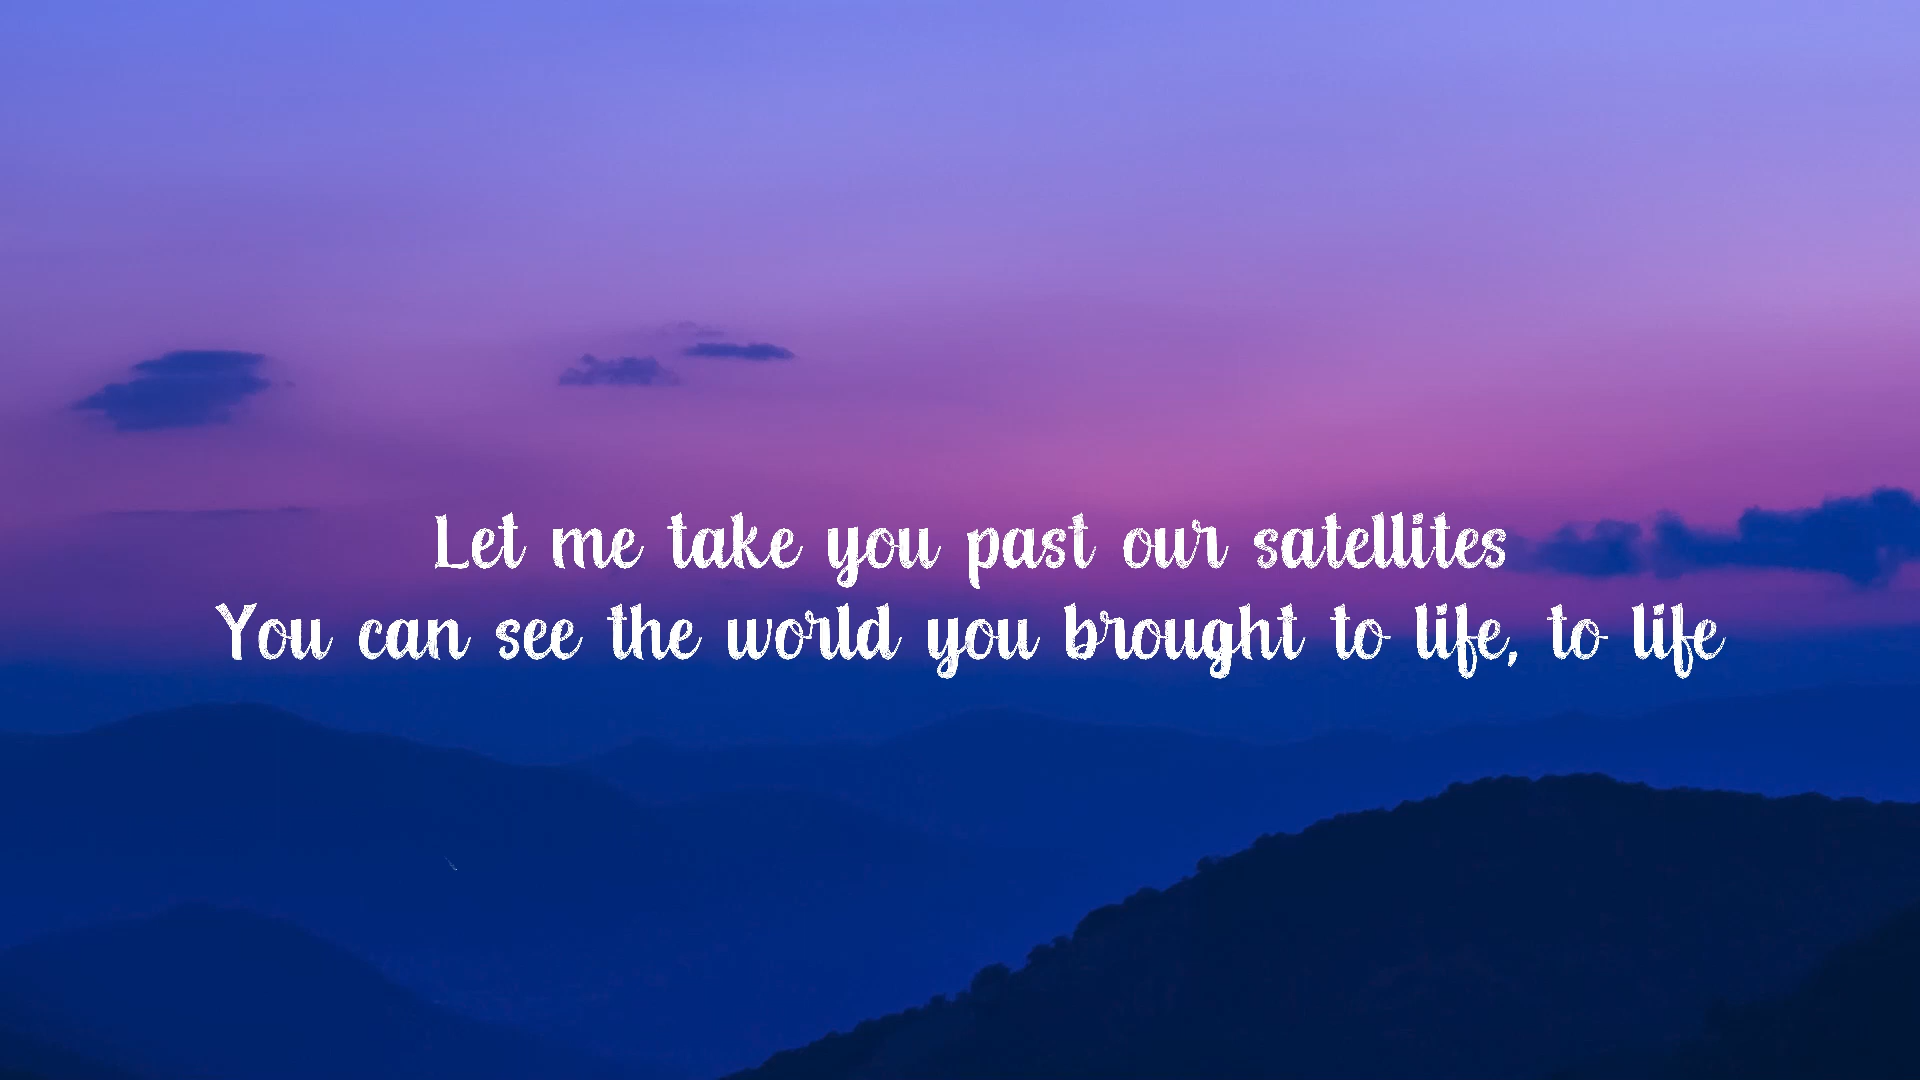 Let me take you past our satellites
You can see the world you brought to life, to life